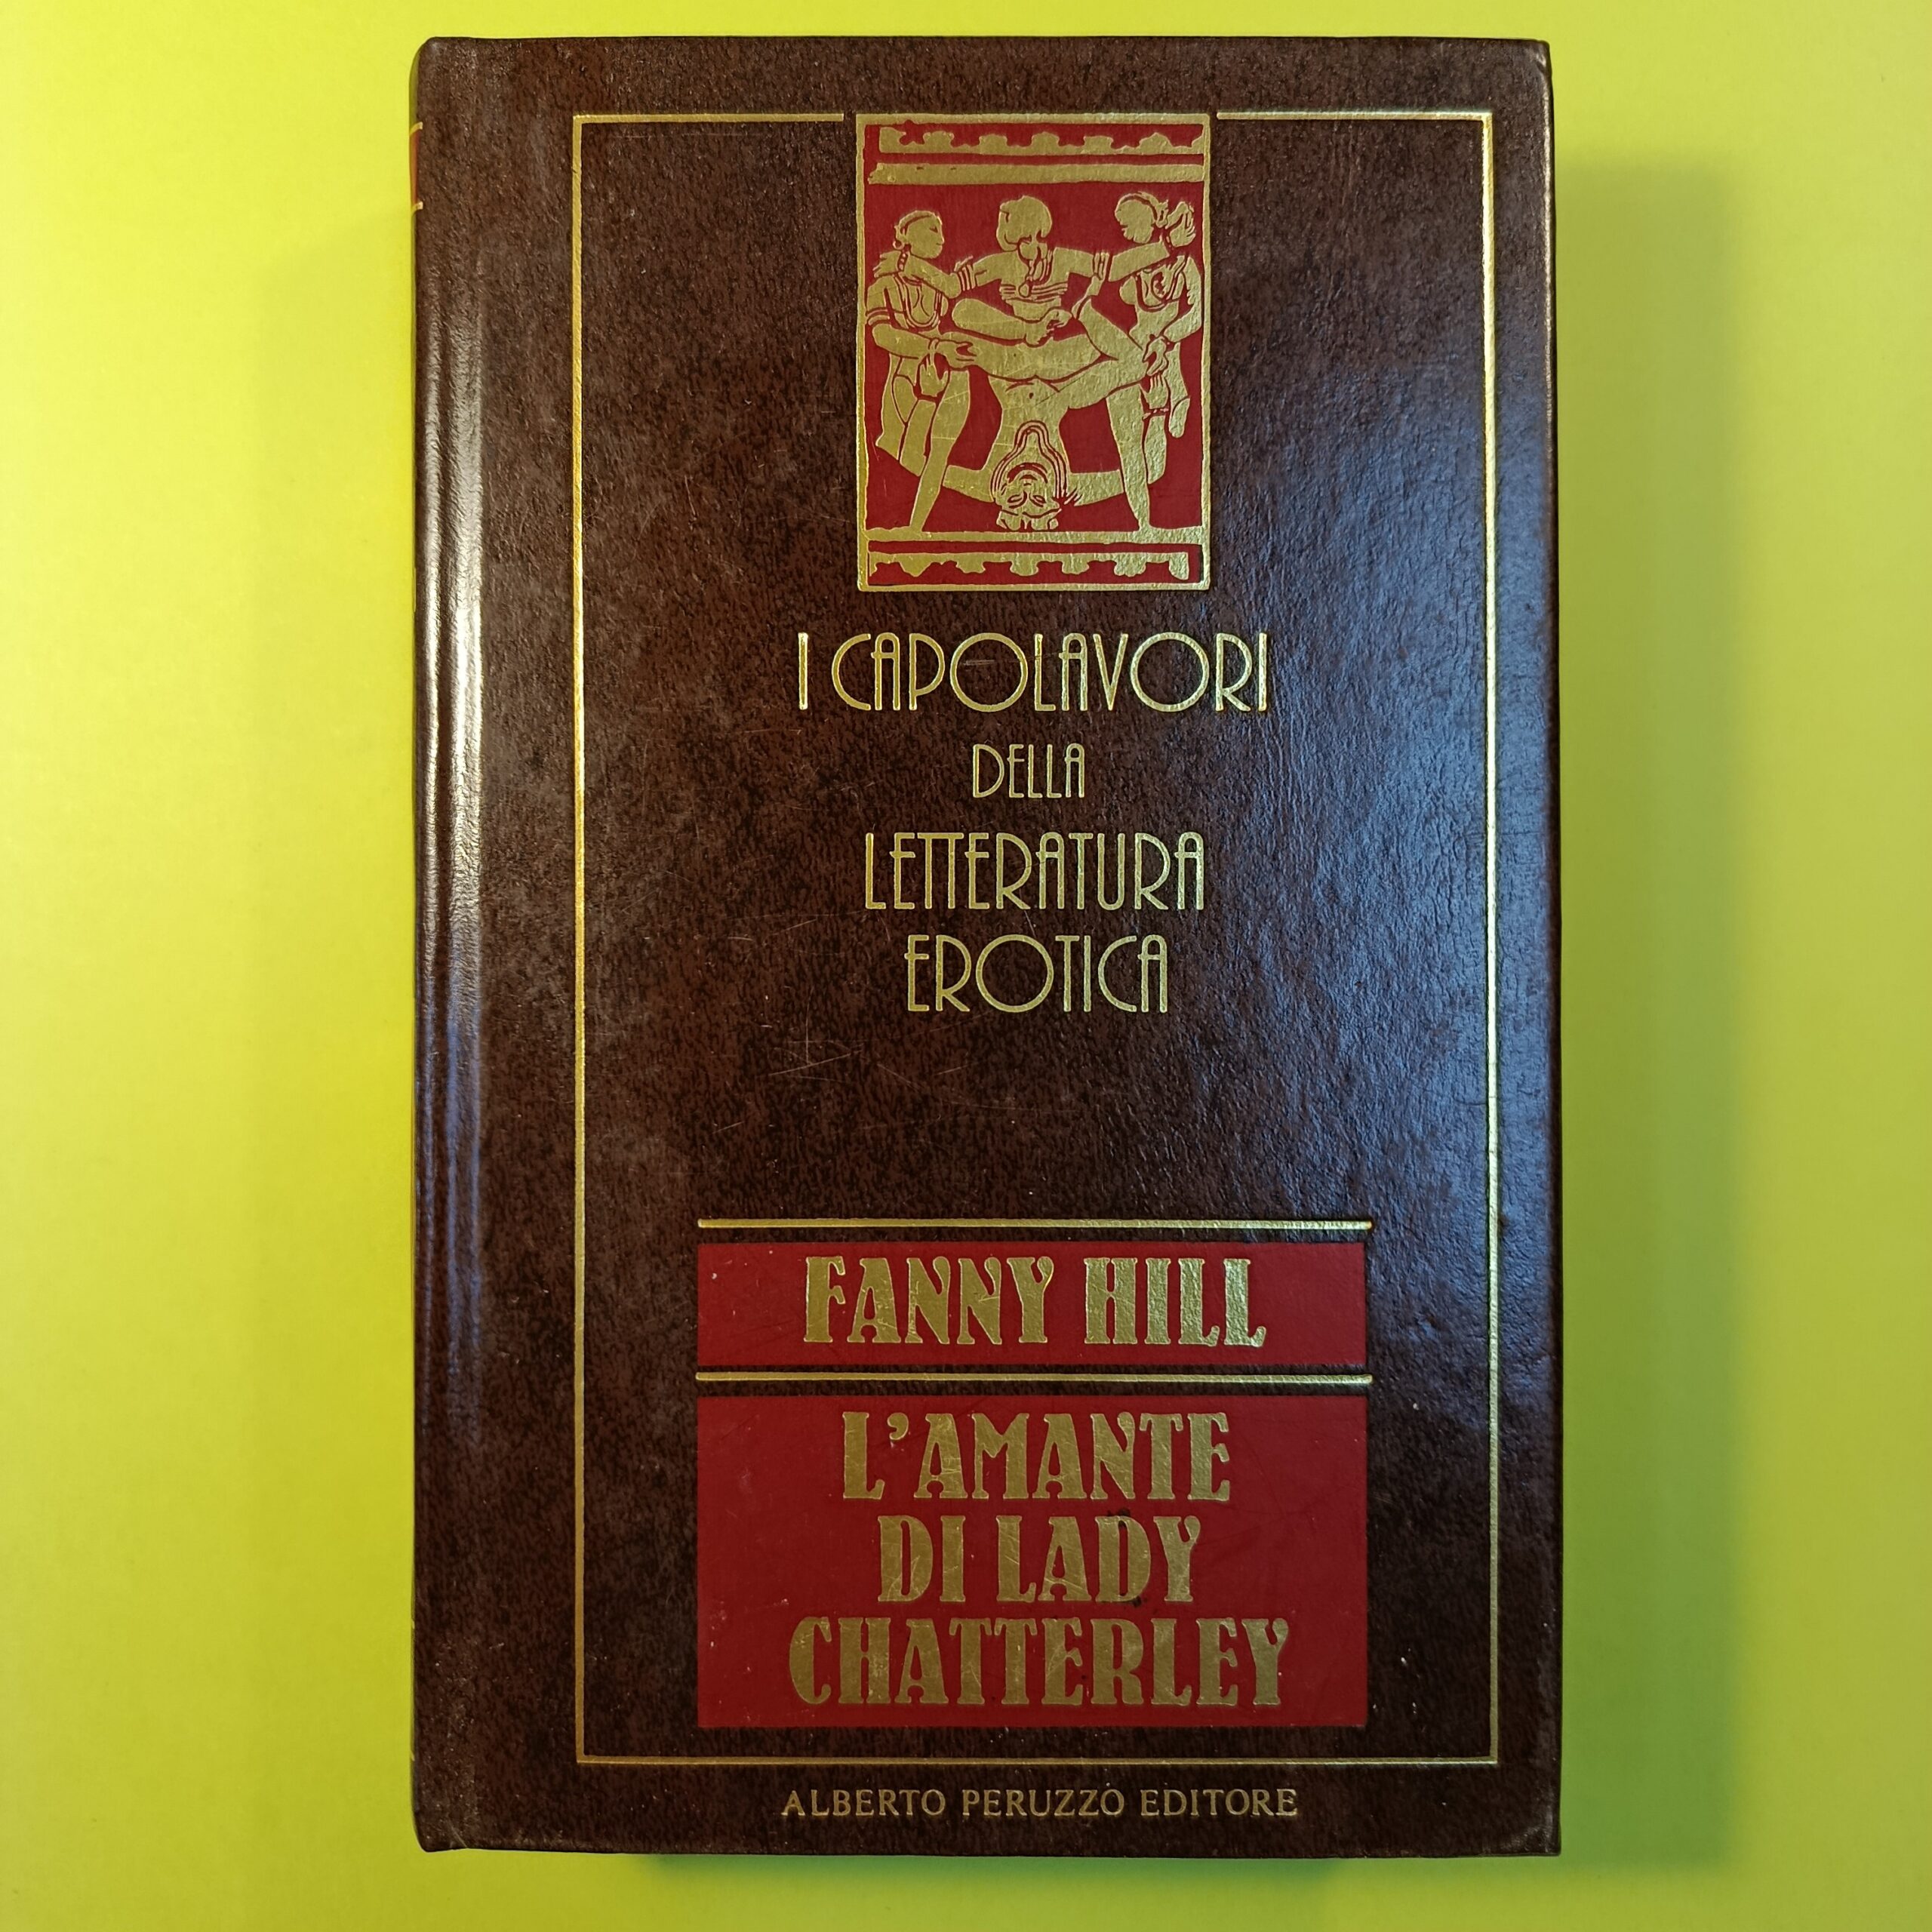 I CAPOLAVORI
DELLA
LETTERATURA
EROTICA
FANNY HILL
L'AMANTE
DI LADY
CHATTERLEY
ALBERTO PERUZZO EDITORE